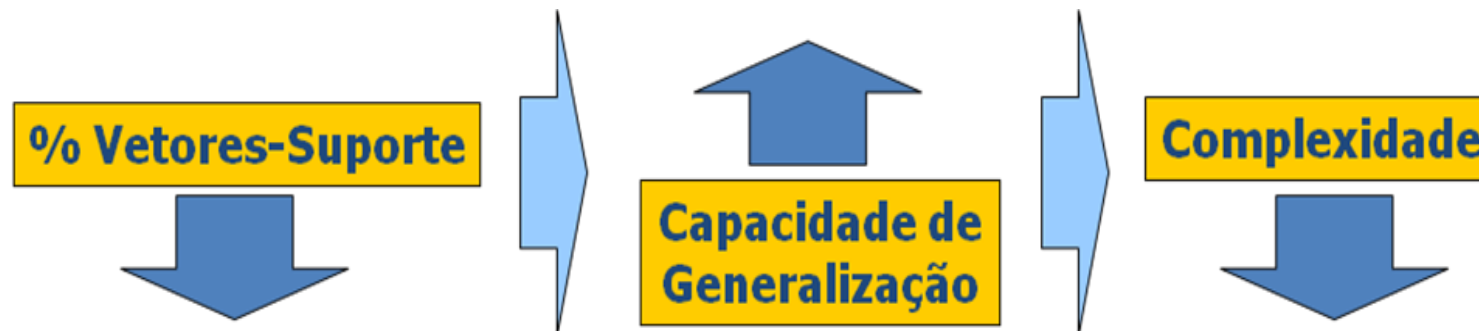 % Vetores-Suporte
Capacidade de
Generalização
Complexidade